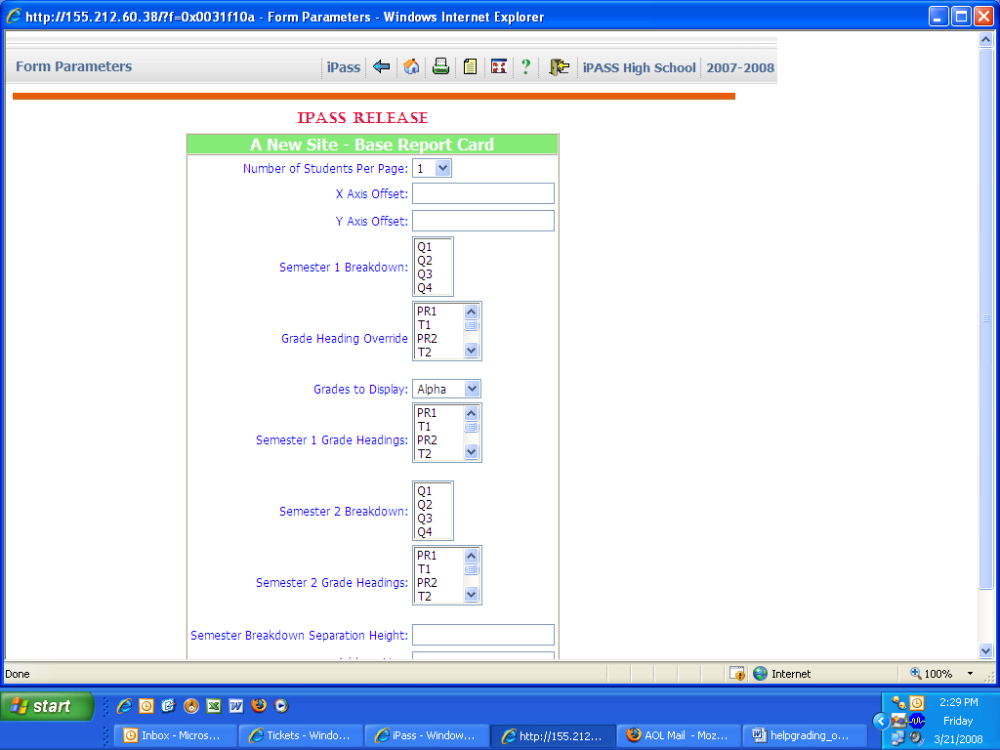 http://155.212.60.38/?f=0x0031f10a - Form Parameters - Windows Internet Explorer
Form Parameters iPass ? iPASS High School 2007-2008
IPASS RELEASE
A New Site - Base Report Card
Number of Students Per Page: 1
X Axis Offset:
Y Axis Offset:
Semester 1 Breakdown:
Q1
Q2
Q3
Q4
Grade Heading Override
PR1
T1
PR2
T2
Grades to Display: Alpha
Semester 1 Grade Headings:
PR1
T1
PR2
T2
Semester 2 Breakdown:
Q1
Q2
Q3
Q4
Semester 2 Grade Headings:
PR1
T1
PR2
T2
Semester Breakdown Separation Height:
Done Internet 100%
start
2:29 PM
Friday
3/21/2008
Inbox - Micros... Tickets - Windo... iPass - Window... http://155.212... AOL Mail - Moz... helpgrading_o...